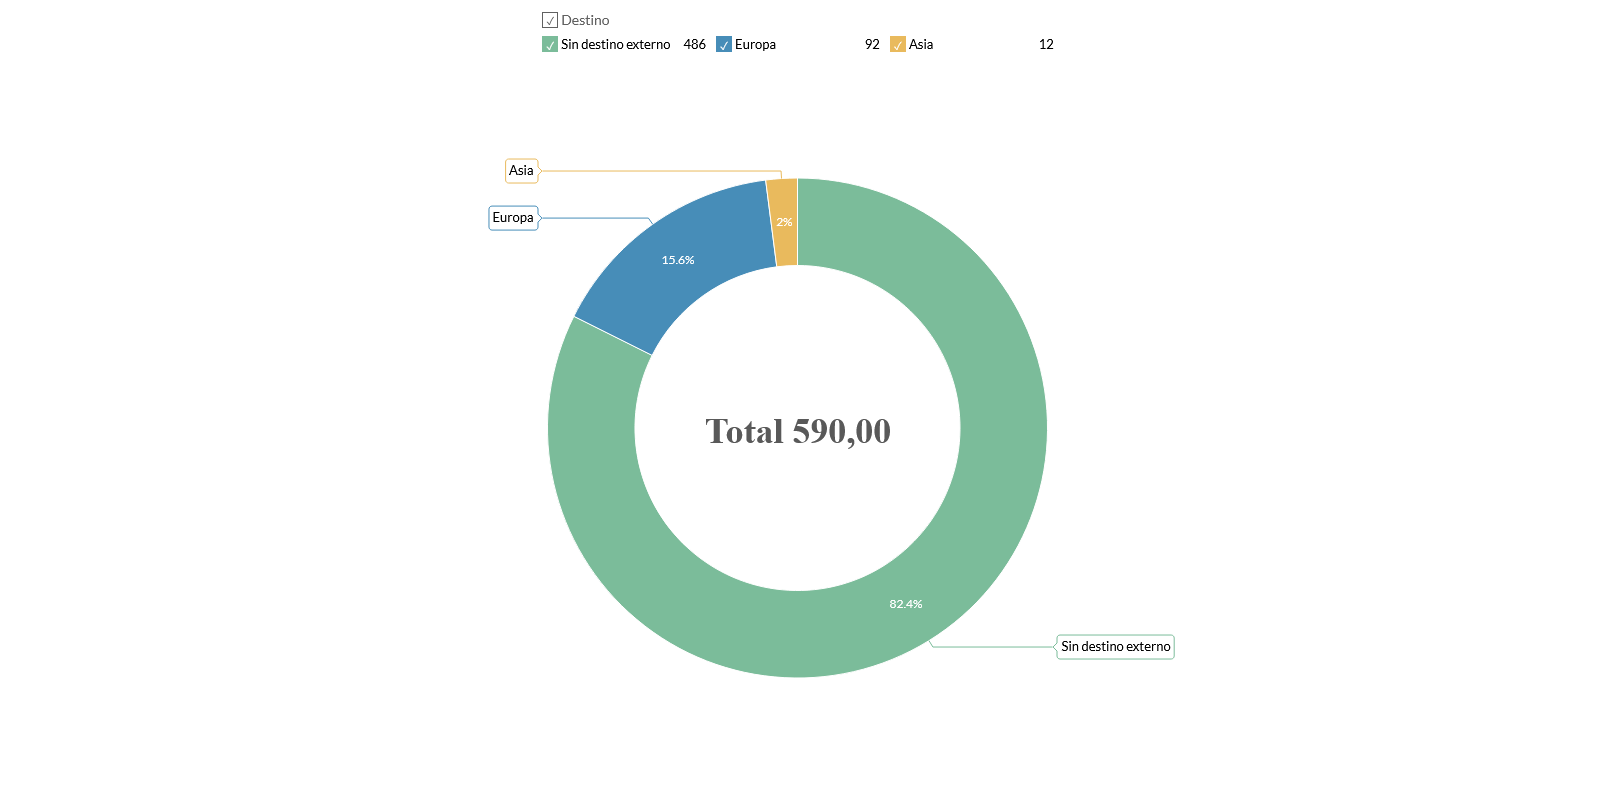 Destino
Sin destino externo 486 Europa 92 Asia 12
Asia
2%
Europa
15.6%
Total 590,00
82.4%
Sin destino externo